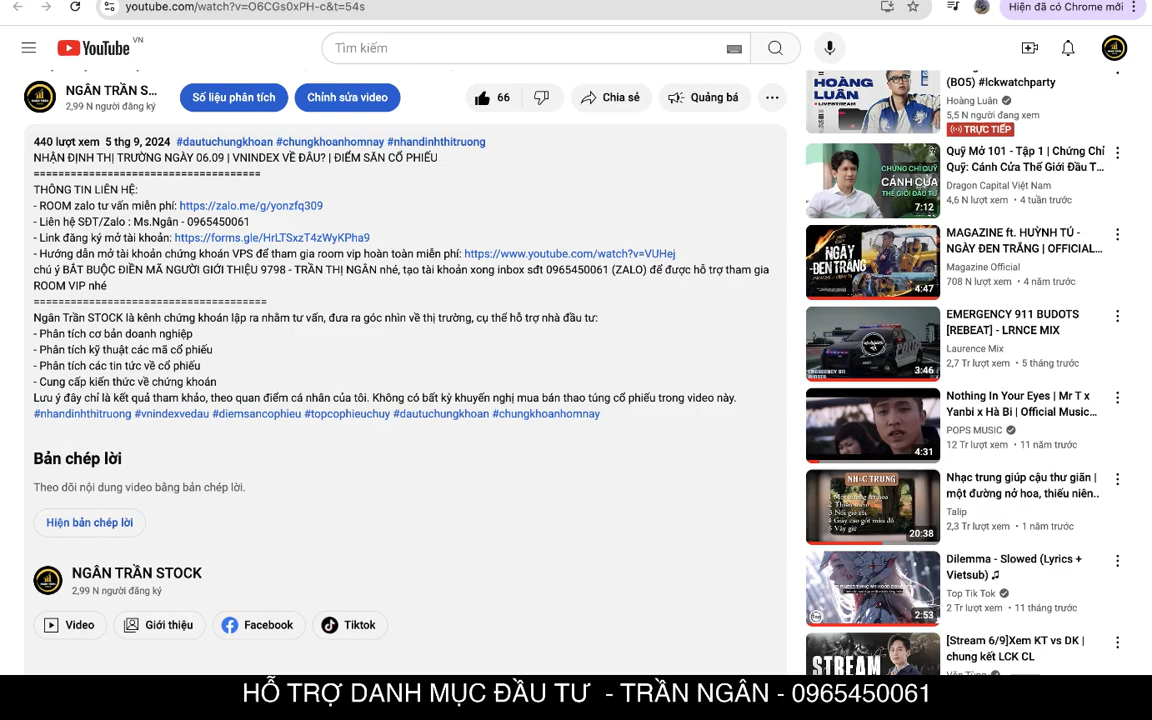 youtube.com/watch?v=O6CGs0xPH-c&t=54s
Hiện đã có Chrome mới
YouTube VN
Tìm kiếm
NGÂN TRẦN S...
2,99 N người đăng ký
Số liệu phân tích
Chỉnh sửa video
66
Chia sẻ
Quảng bá
440 lượt xem 5 thg 9, 2024 #dautuchungkhoan #chungkhoanhomnay #nhandinhthitruong
NHẬN ĐỊNH THỊ TRƯỜNG NGÀY 06.09 | VNINDEX VỀ ĐÂU? | ĐIỂM SĂN CỔ PHIẾU
=====================================
THÔNG TIN LIÊN HỆ:
- ROOM zalo tư vấn miễn phí: https://zalo.me/g/yonzfq309
- Liên hệ SĐT/Zalo : Ms.Ngân - 0965450061
- Link đăng ký mở tài khoản: https://forms.gle/HrLTSxzT4zWyKPha9
- Hướng dẫn mở tài khoản chứng khoán VPS để tham gia room vip hoàn toàn miễn phí: https://www.youtube.com/watch?v=VUHej
chú ý BẮT BUỘC ĐIỀN MÃ NGƯỜI GIỚI THIỆU 9798 - TRẦN THỊ NGÂN nhé, tạo tài khoản xong inbox sđt 0965450061 (ZALO) để được hỗ trợ tham gia
ROOM VIP nhé
======================================
Ngân Trần STOCK là kênh chứng khoán lập ra nhằm tư vấn, đưa ra góc nhìn về thị trường, cụ thể hỗ trợ nhà đầu tư:
- Phân tích cơ bản doanh nghiệp
- Phân tích kỹ thuật các mã cổ phiếu
- Phân tích các tin tức về cổ phiếu
- Cung cấp kiến thức về chứng khoán
Lưu ý đây chỉ là kết quả tham khảo, theo quan điểm cá nhân của tôi. Không có bất kỳ khuyến nghị mua bán thao túng cổ phiếu trong video này.
#nhandinhthitruong #vnindexvedau #diemsancophieu #topcophieuchuy #dautuchungkhoan #chungkhoanhomnay
Bản chép lời
Theo dõi nội dung video bằng bản chép lời.
Hiện bản chép lời
NGÂN TRẦN STOCK
2,99 N người đăng ký
Video
Giới thiệu
Facebook
Tiktok
HOÀNG
LUÂN
LIVESTREAM
(BO5) #lckwatchparty
Hoàng Luân
5,5 N người đang xem
TRỰC TIẾP
CHỨNG CHỈ QUỸ
CÁNH CỬA
THẾ GIỚI ĐẦU TƯ
7:12
Quỹ Mở 101 - Tập 1 | Chứng Chỉ
Quỹ: Cánh Cửa Thế Giới Đầu T...
Dragon Capital Việt Nam
4,6 N lượt xem • 4 tuần trước
NGÀY
ĐEN TRẮNG
4:47
MAGAZINE ft. HUỲNH TÚ -
NGÀY ĐEN TRẮNG | OFFICIAL...
Magazine Official
708 N lượt xem • 4 năm trước
3:46
EMERGENCY 911 BUDOTS
[REBEAT] - LRNCE MIX
Laurence Mix
2,7 Tr lượt xem • 5 tháng trước
4:31
Nothing In Your Eyes | Mr T x
Yanbi x Hà Bi | Official Music...
POPS MUSIC
12 Tr lượt xem • 11 năm trước
NHẠC TRUNG
20:38
Nhạc trung giúp cậu thư giãn |
một đường nở hoa, thiếu niên..
Talip
2,3 Tr lượt xem • 1 năm trước
2:53
Dilemma - Slowed (Lyrics +
Vietsub) ♫
Top Tik Tok
2 Tr lượt xem • 11 tháng trước
STREAM
[Stream 6/9]Xem KT vs DK |
chung kết LCK CL
HỖ TRỢ DANH MỤC ĐẦU TƯ - TRẦN NGÂN - 0965450061